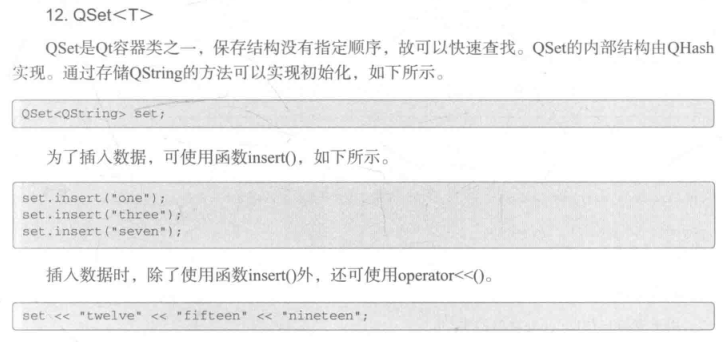 12. QSet<T>
QSet是Qt容器类之一，保存结构没有指定顺序，故可以快速查找。QSet的内部结构由QHash
实现。通过存储QString的方法可以实现初始化，如下所示。
QSet<QString> set;
为了插入数据，可使用函数insert()，如下所示。
set.insert("one");
set.insert("three");
set.insert("seven");
插入数据时，除了使用函数insert()外，还可使用operator<<()。
set << "twelve" << "fifteen" << "nineteen";